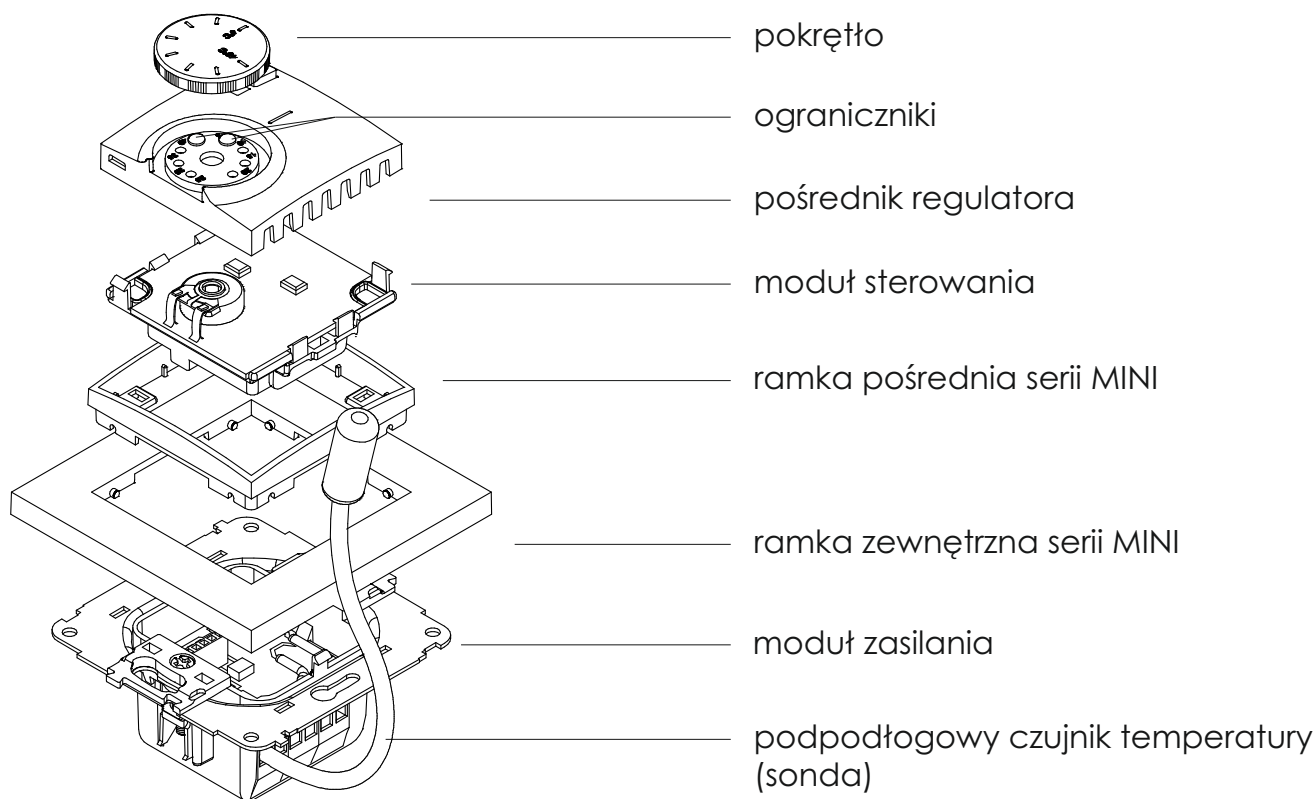 pokrętło
ograniczniki
pośrednik regulatora
moduł sterowania
ramka pośrednia serii MINI
ramka zewnętrzna serii MINI
moduł zasilania
podpodłogowy czujnik temperatury
(sonda)